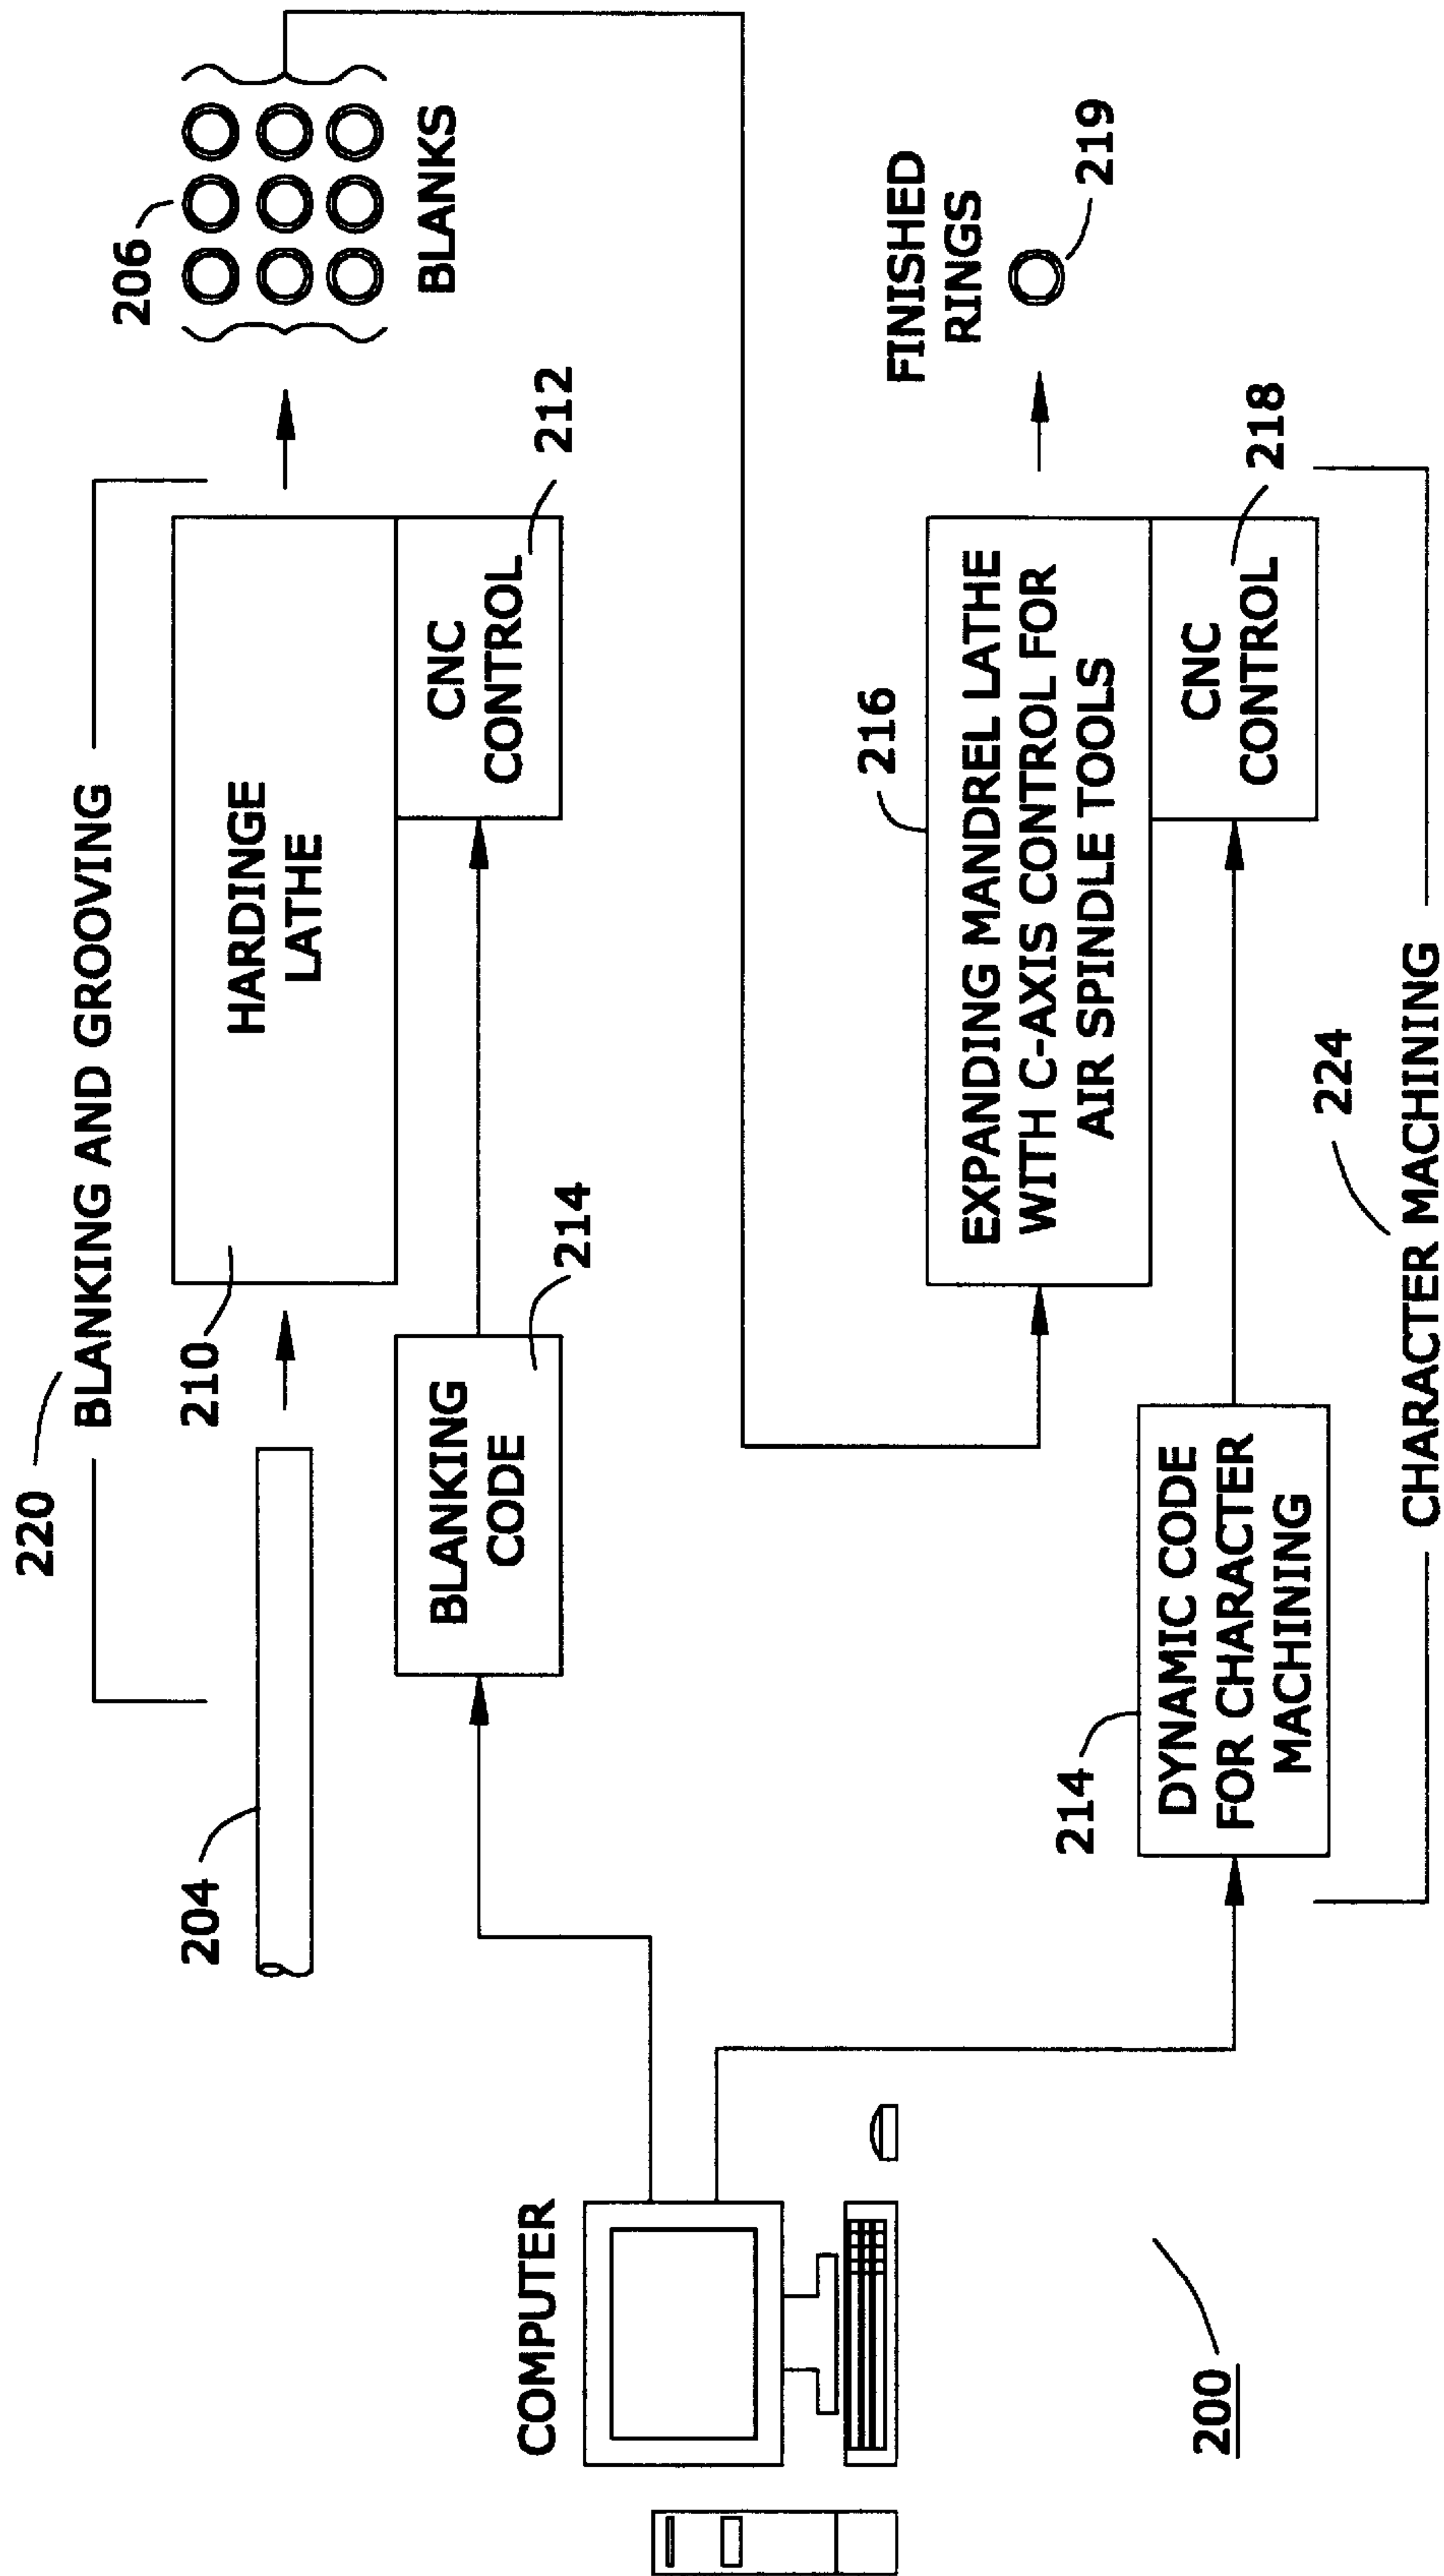 220
BLANKING AND GROOVING
204
210
HARDINGE
LATHE
206
BLANKS
BLANKING
CODE
214
CNC
CONTROL
212
COMPUTER
216
EXPANDING MANDREL LATHE
WITH C-AXIS CONTROL FOR
AIR SPINDLE TOOLS
FINISHED
RINGS
219
214
DYNAMIC CODE
FOR CHARACTER
MACHINING
CNC
CONTROL
218
224
CHARACTER MACHINING
200